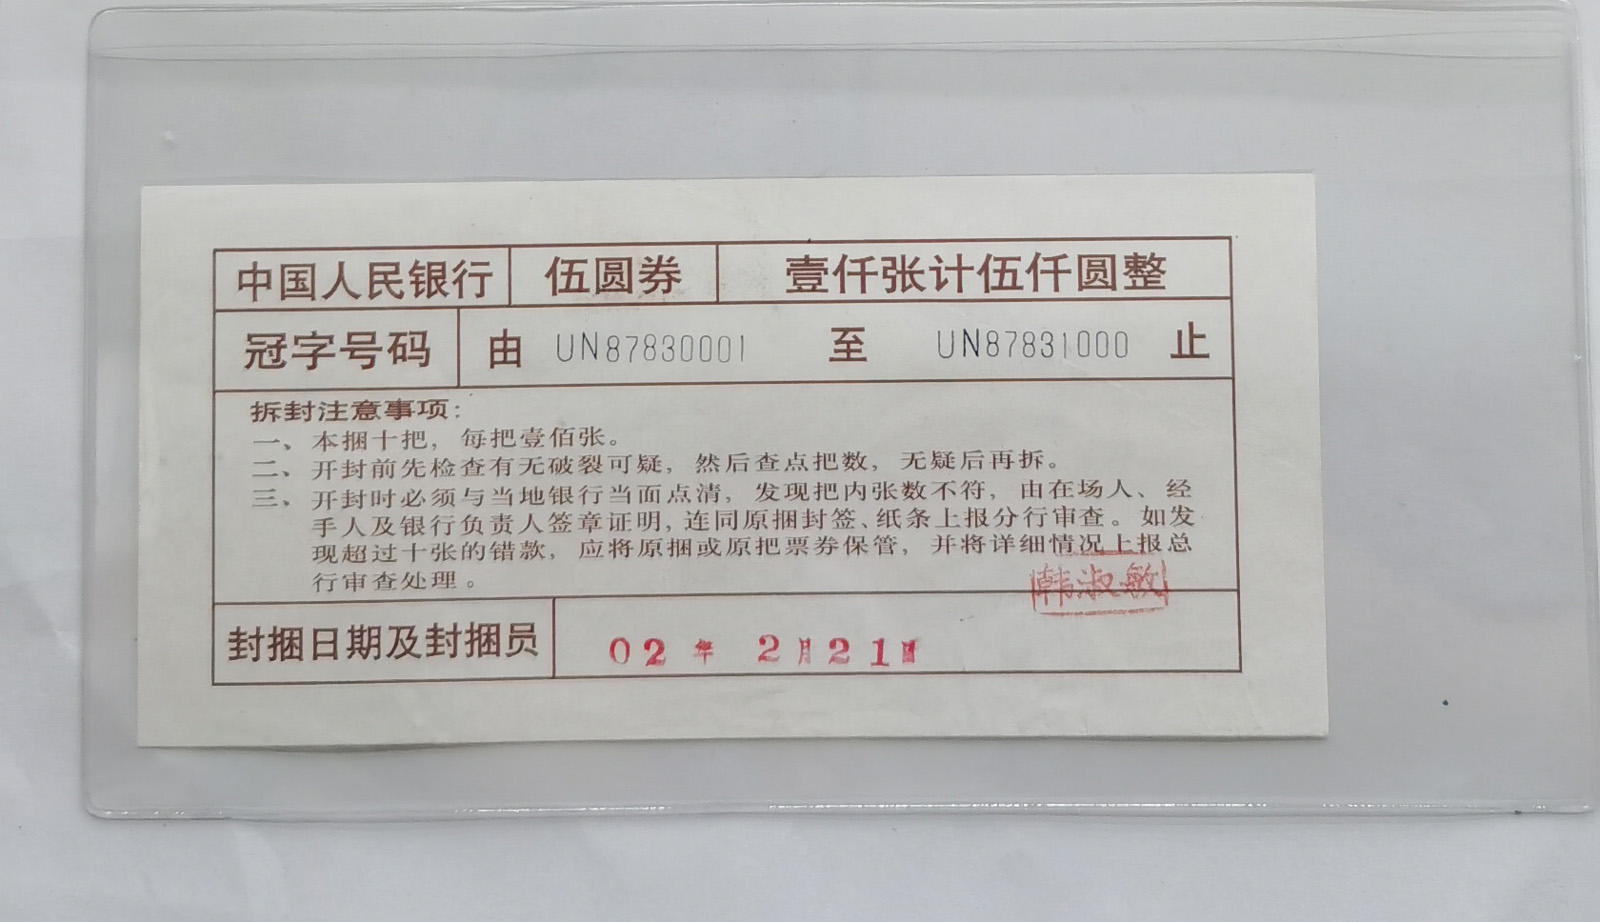 中国人民银行 伍圆券 壹仟张计伍仟圆整
冠字号码 由 UN87830001 至 UN87831000 止
拆封注意事项:
一、本捆十把，每把壹佰张。
二、开封前先检查有无破裂可疑，然后查点把数，无疑后再拆。
三、开封时必须与当地银行当面点清，发现把内张数不符，由在场人、经
手人及银行负责人签章证明，连同原捆封签、纸条上报分行审查。如发
现超过十张的错款，应将原捆或原把票券保管，并将详细情况上报总
行审查处理。
韩淑敏
封捆日期及封捆员 02年 2月21日